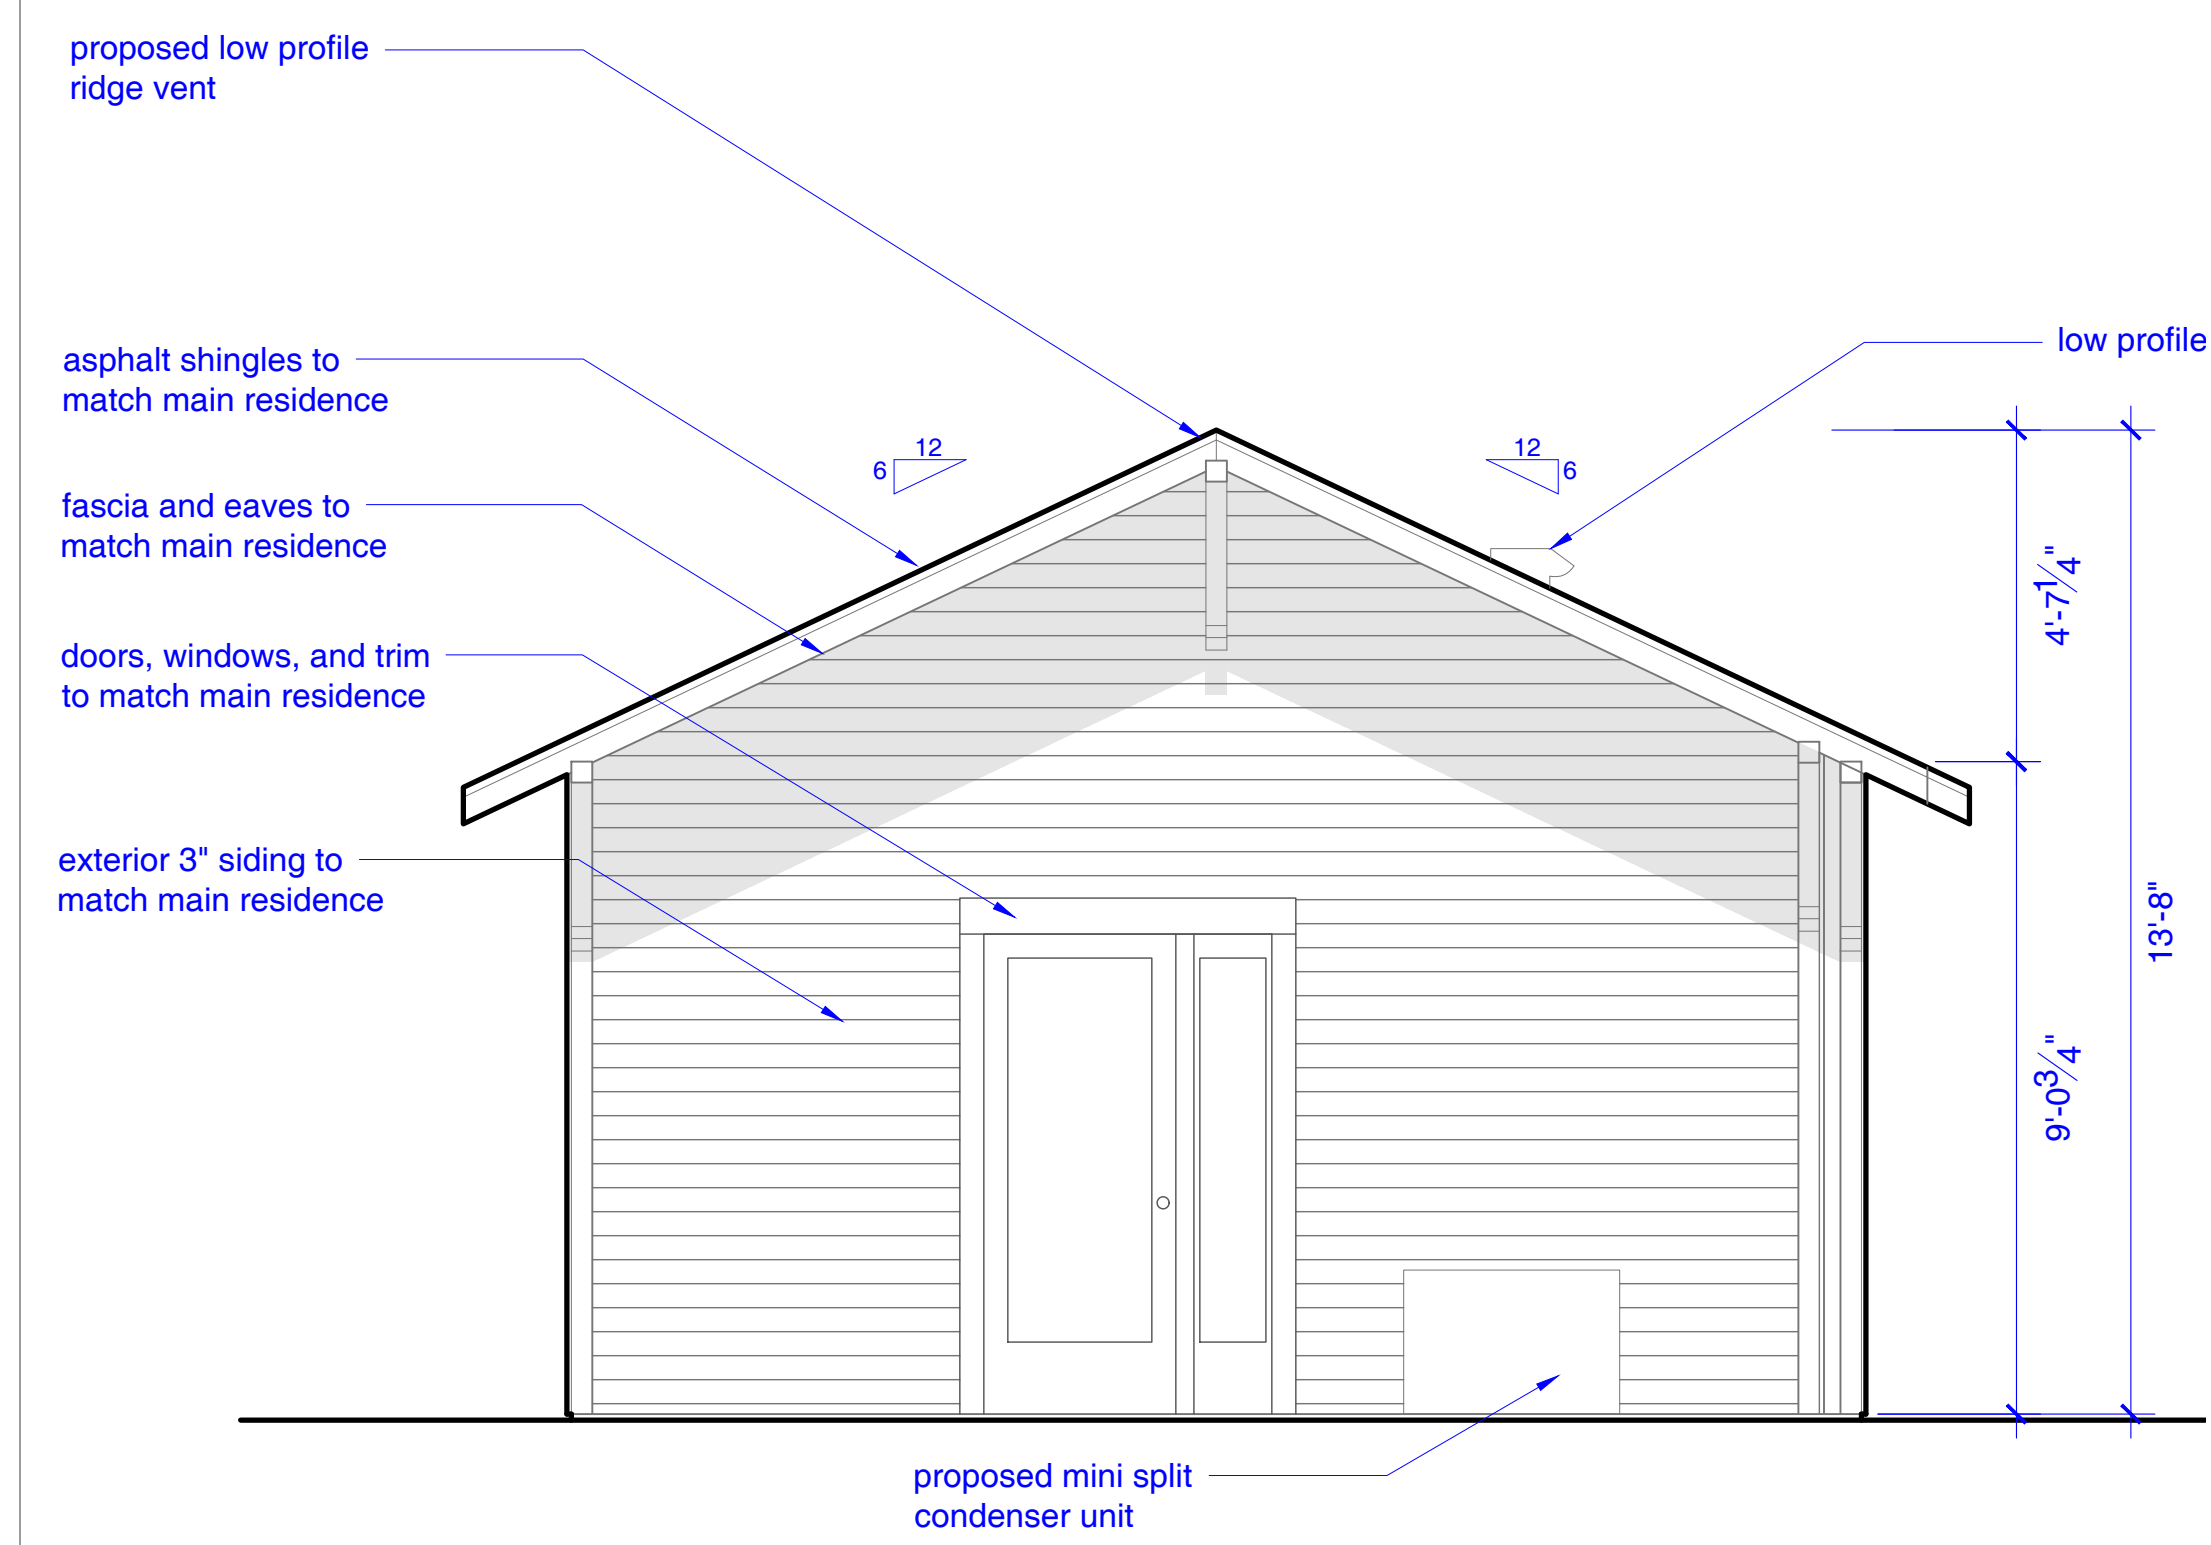 proposed low profile
ridge vent
asphalt shingles to
match main residence
12
6
12
6
low profile
fascia and eaves to
match main residence
4'-7 1/4"
doors, windows, and trim
to match main residence
exterior 3" siding to
match main residence
13'-8"
9'-0 3/4"
proposed mini split
condenser unit